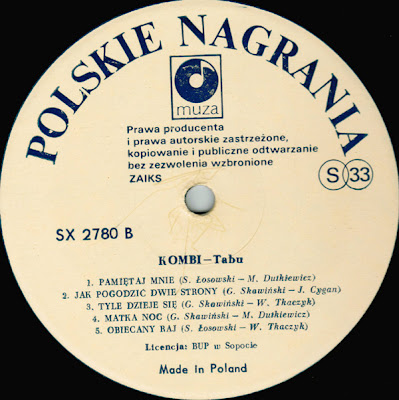 POLSKIE NAGRANIA
muza
Prawa producenta
i prawa autorskie zastrzeżone,
kopiowanie i publiczne odtwarzanie
bez zezwolenia wzbronione
ZAIKS
S 33
SX 2780 B
KOMBI—Tabu
1. PAMIĘTAJ MNIE (S. Łosowski—M. Dutkiewicz)
2. JAK POGODZIĆ DWIE STRONY (G. Skawiński—J. Cygan)
3. TYLE DZIEJE SIĘ (G. Skawiński—W. Tkaczyk)
4. MATKA NOC (G. Skawiński—M. Dutkiewicz)
5. OBIECANY RAJ (S. Łosowski—W. Tkaczyk)
Licencja: BUP w Sopocie
Made in Poland